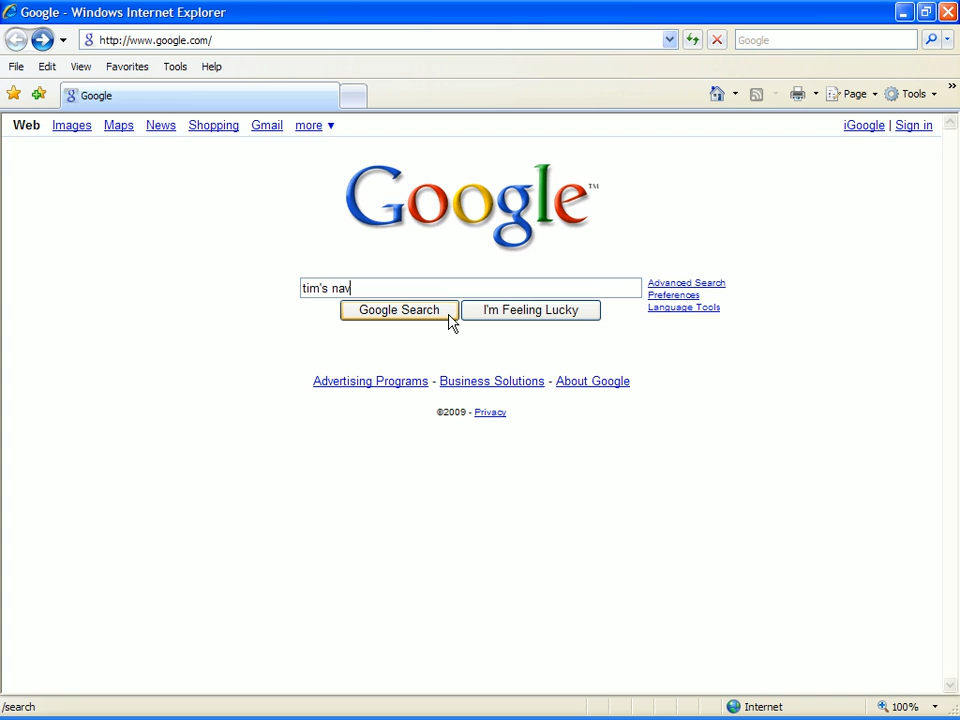 Google - Windows Internet Explorer
http://www.google.com/
Google
File Edit View Favorites Tools Help
Google
Page Tools »
Web Images Maps News Shopping Gmail more ▼
iGoogle | Sign in
Google™
tim's nav
Advanced Search
Preferences
Language Tools
Google Search I'm Feeling Lucky
Advertising Programs - Business Solutions - About Google
©2009 - Privacy
/search
Internet
100%